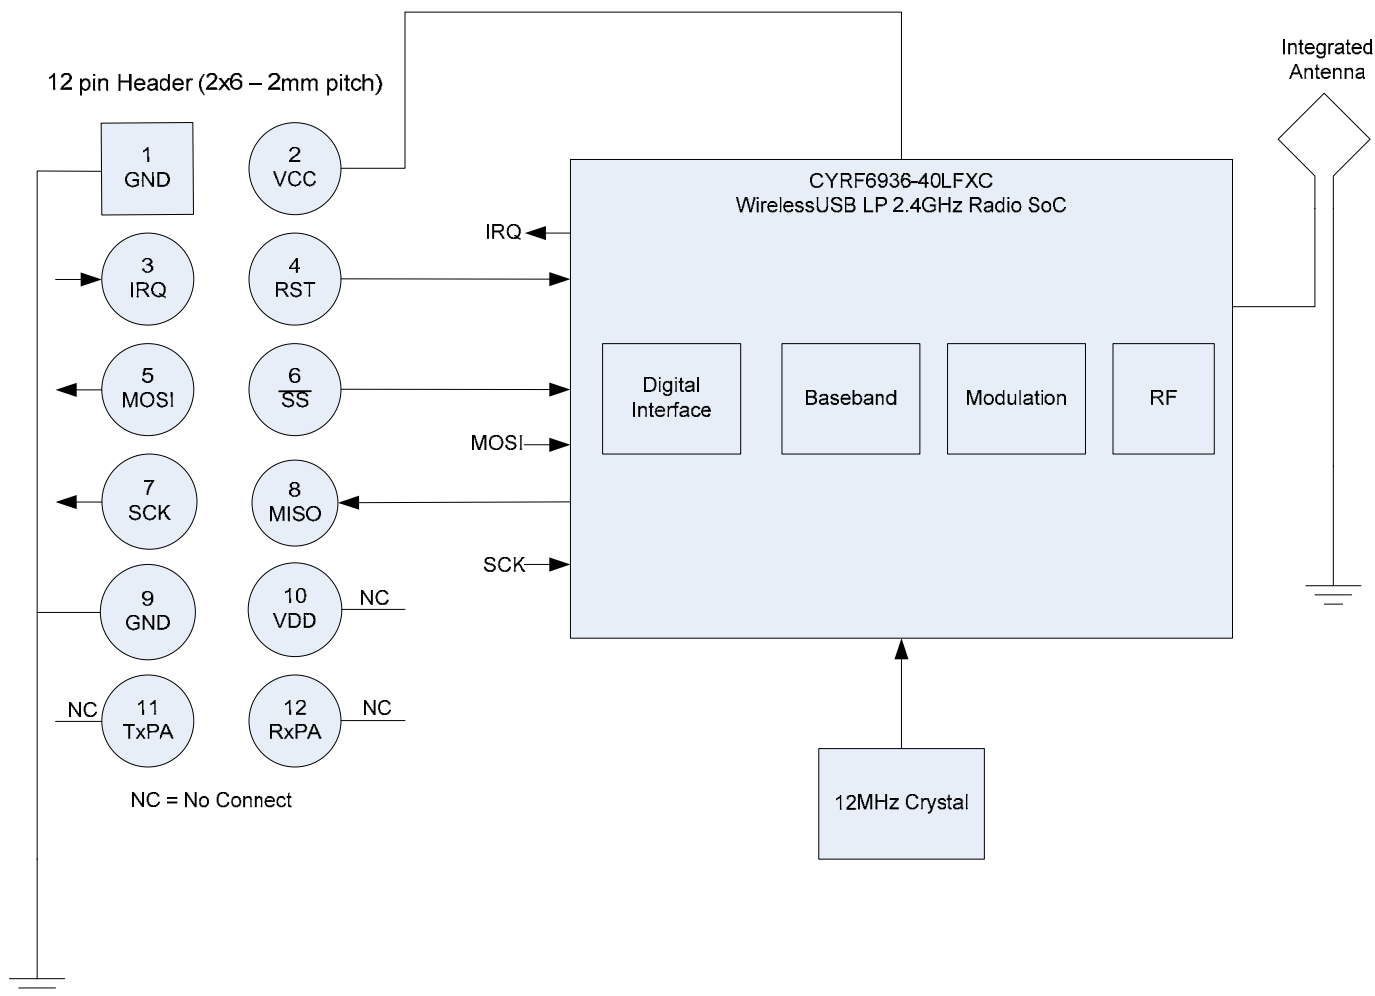 12 pin Header (2x6 – 2mm pitch)
1
GND
2
VCC
3
IRQ
4
RST
5
MOSI
6
SS
7
SCK
8
MISO
9
GND
10
VDD
NC
NC
11
TxPA
12
RxPA
NC
NC = No Connect
CYRF6936-40LFXC
WirelessUSB LP 2.4GHz Radio SoC
IRQ
MOSI
SCK
Digital
Interface
Baseband
Modulation
RF
12MHz Crystal
Integrated
Antenna